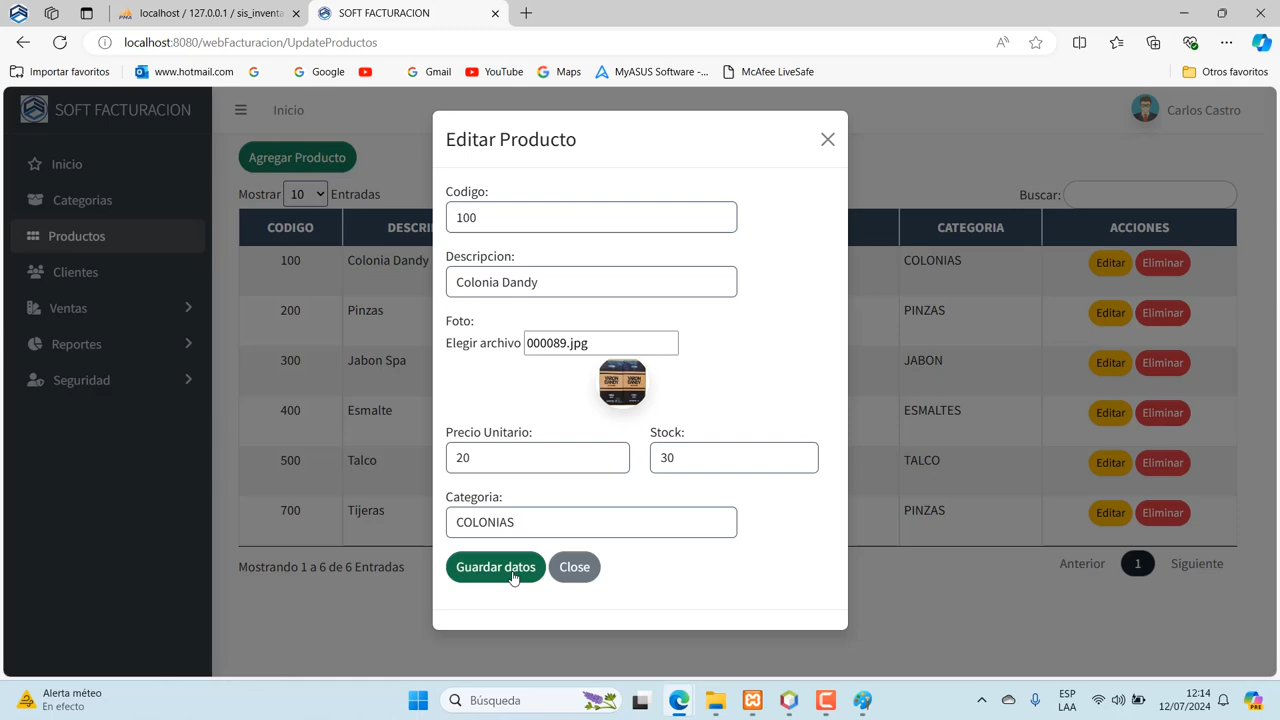 localhost / 127.0.0.1 / sis_inventa
SOFT FACTURACION
localhost:8080/webFacturacion/UpdateProductos
Importar favoritos
www.hotmail.com
Google
Gmail
YouTube
Maps
MyASUS Software -...
McAfee LiveSafe
Otros favoritos
SOFT FACTURACION
Inicio
Carlos Castro
Inicio
Categorias
Productos
Clientes
Ventas
Reportes
Seguridad
Agregar Producto
Mostrar 10 Entradas
Buscar:
CODIGO DESCRI CATEGORIA ACCIONES
100 Colonia Dandy COLONIAS Editar Eliminar
200 Pinzas PINZAS Editar Eliminar
300 Jabon Spa JABON Editar Eliminar
400 Esmalte ESMALTES Editar Eliminar
500 Talco TALCO Editar Eliminar
700 Tijeras PINZAS Editar Eliminar
Mostrando 1 a 6 de 6 Entradas
Anterior 1 Siguiente
Editar Producto
Codigo:
100
Descripcion:
Colonia Dandy
Foto:
Elegir archivo 000089.jpg
Precio Unitario: Stock:
20 30
Categoria:
COLONIAS
Guardar datos Close
Alerta méteo
En efecto
Búsqueda
ESP
LAA
12:14
12/07/2024